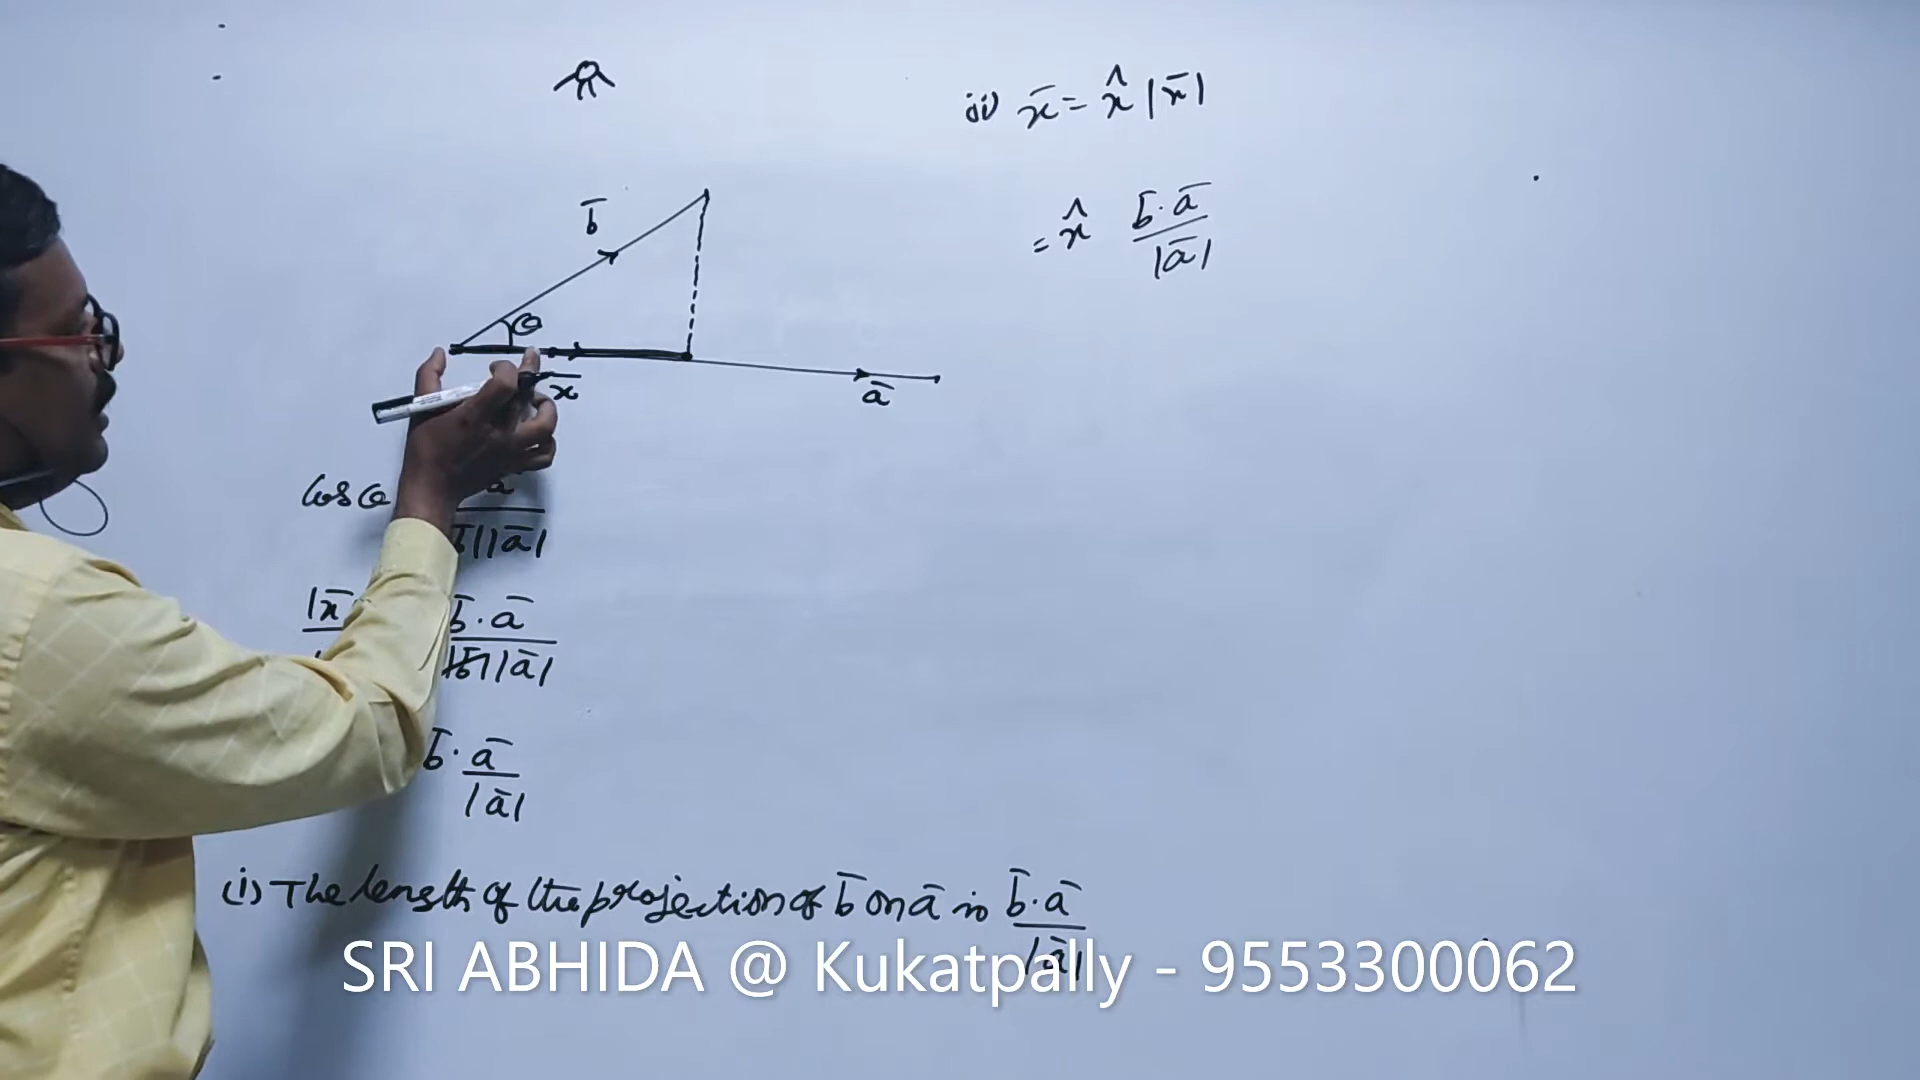 ii) x̄ = x̂ |x̄|
= x̂ b̄·ā / |ā|
b̄
θ
x̄
ā
Cos θ ā / b̄||ā|
|x̄ b̄·ā / |b̄||ā|
b̄·ā / |ā|
(i) The length of the projection of b̄ on ā is b̄·ā / |ā|
SRI ABHIDA @ Kukatpally - 9553300062